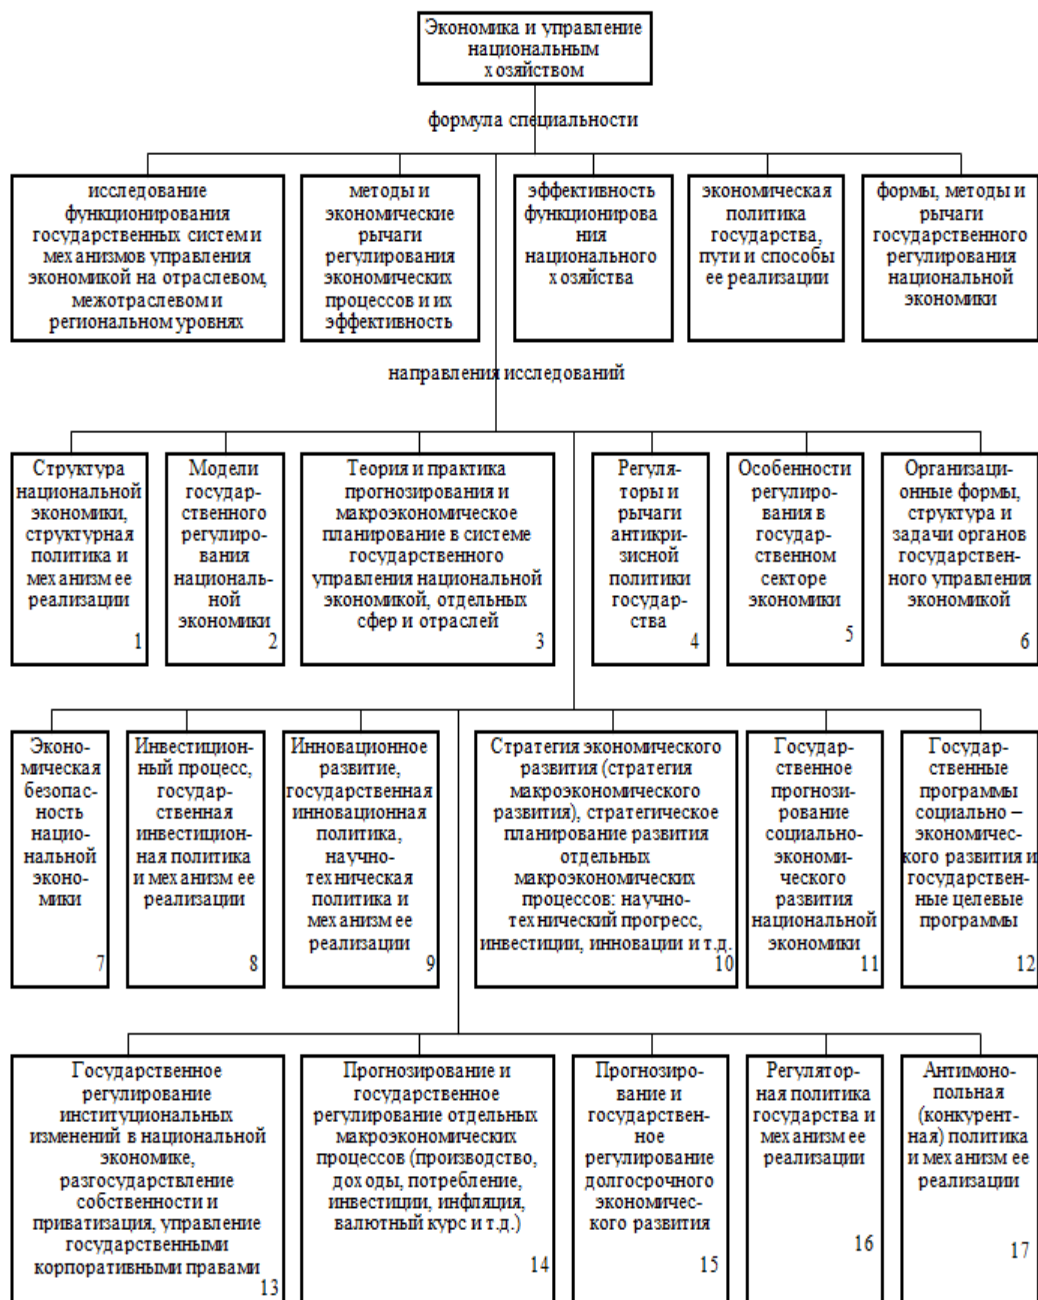 Экономика и управление
национальным
хозяйством
формула специальности
исследование
функционирования
государственных систем и
механизмов управления
экономикой на отраслевом,
межотраслевом и
региональном уровнях
методы и
экономические
рычаги
регулирования
экономических
процессов и их
эффективность
эффективность
функционирова
ния
национального
хозяйства
экономическая
политика
государства,
пути и способы
ее реализации
формы, методы и
рычаги
государственного
регулирования
национальной
экономики
направления исследований
Структура
национальной
экономики,
структурная
политика и
механизм ее
реализации
1
Модели
государ-
ственного
регулиро-
вания
националь-
ной
экономики
2
Теория и практика
прогнозирования и
макроэкономическое
планирование в системе
государственного
управления национальной
экономикой, отдельных
сфер и отраслей
3
Регуля-
торы и
рычаги
антикри-
зисной
политики
государ-
ства
4
Особенности
регулиро-
вания в
государ-
ственном
секторе
экономики
5
Организаци-
онные формы,
структура и
задачи органов
государствен-
ного управления
экономикой
6
Эконо-
мическая
безопас-
ность
нацио-
нальной
эконо-
мики
7
Инвестицион-
ный процесс,
государ-
ственная
инвестицион-
ная политика
и механизм ее
реализации
8
Инновационное
развитие,
государственная
инновационная
политика,
научно-
техническая
политика и
механизм ее
реализации
9
Стратегия экономического
развития (стратегия
макроэкономического
развития), стратегическое
планирование развития
отдельных
макроэкономических
процессов: научно-
технический прогресс,
инвестиции, инновации и т.д.
10
Государ-
ственное
прогнози-
рование
социально-
экономи-
ческого
развития
национальной
экономики
11
Государ-
ственные
программы
социально –
экономичес-
кого развития и
государствен-
ные целевые
программы
12
Государственное
регулирование
институциональных
изменений в национальной
экономике,
разгосударствление
собственности и
приватизация, управление
государственными
корпоративными правами
13
Прогнозирование и
государственное
регулирование отдельных
макроэкономических
процессов (производство,
доходы, потребление,
инвестиции, инфляция,
валютный курс и т.д.)
14
Прогнозиро-
вание и
государствен-
ное
регулирование
долгосрочного
экономичес-
кого развития
15
Регулятор-
ная политика
государства и
механизм ее
реализации
16
Антимоно-
польная
(конкурент-
ная) политика
и механизм ее
реализации
17